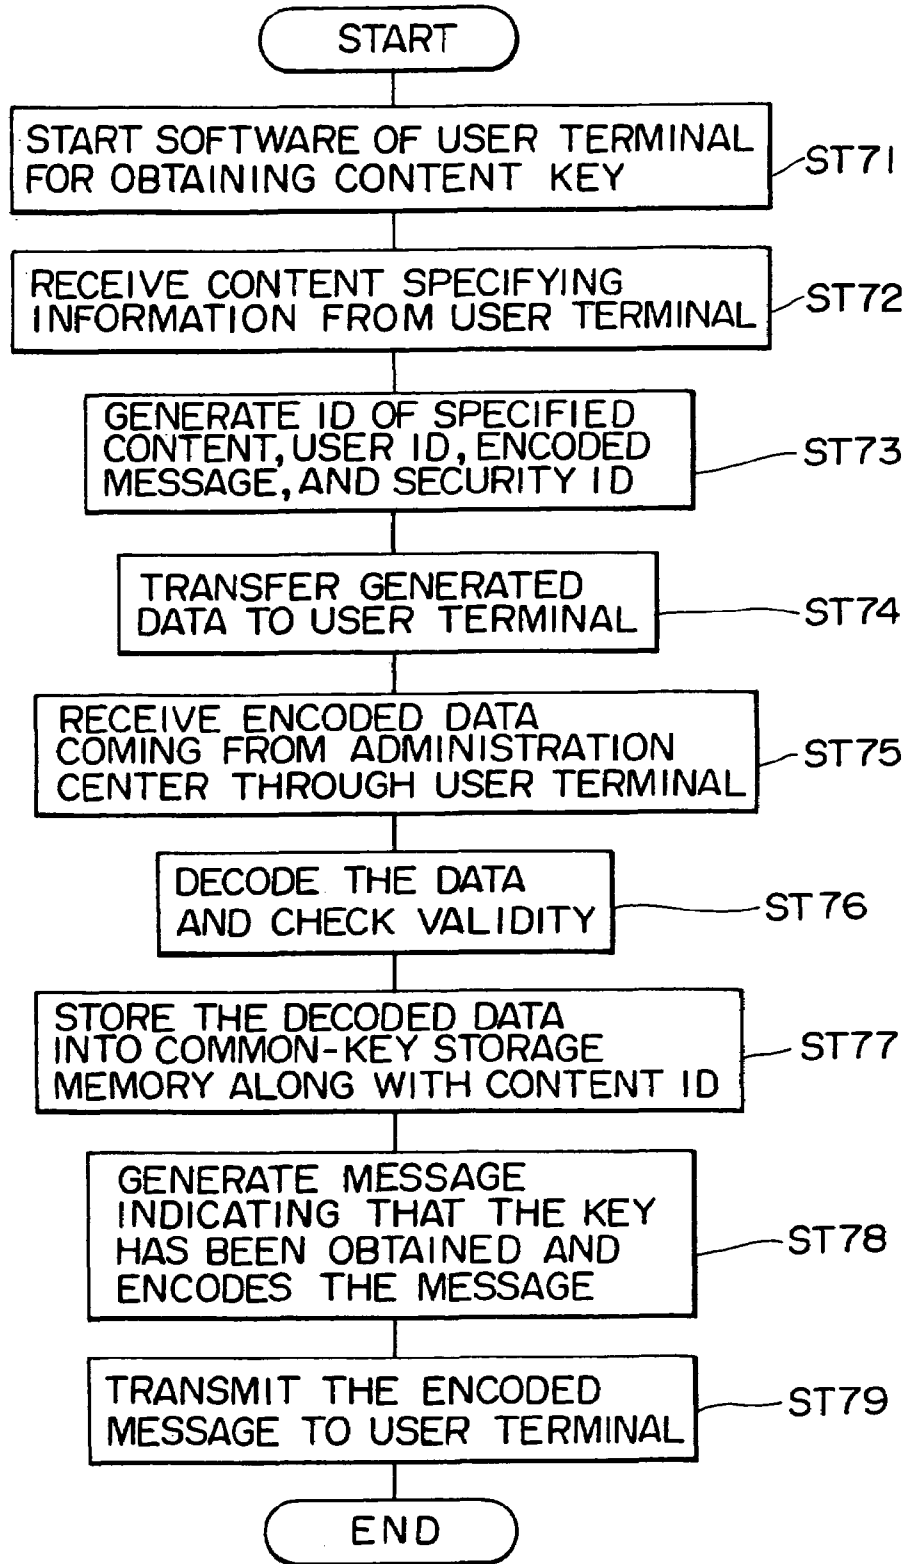 START
START SOFTWARE OF USER TERMINAL
FOR OBTAINING CONTENT KEY
ST71
RECEIVE CONTENT SPECIFYING
INFORMATION FROM USER TERMINAL
ST72
GENERATE ID OF SPECIFIED
CONTENT, USER ID, ENCODED
MESSAGE, AND SECURITY ID
ST73
TRANSFER GENERATED
DATA TO USER TERMINAL
ST74
RECEIVE ENCODED DATA
COMING FROM ADMINISTRATION
CENTER THROUGH USER TERMINAL
ST75
DECODE THE DATA
AND CHECK VALIDITY
ST76
STORE THE DECODED DATA
INTO COMMON-KEY STORAGE
MEMORY ALONG WITH CONTENT ID
ST77
GENERATE MESSAGE
INDICATING THAT THE KEY
HAS BEEN OBTAINED AND
ENCODES THE MESSAGE
ST78
TRANSMIT THE ENCODED
MESSAGE TO USER TERMINAL
ST79
END